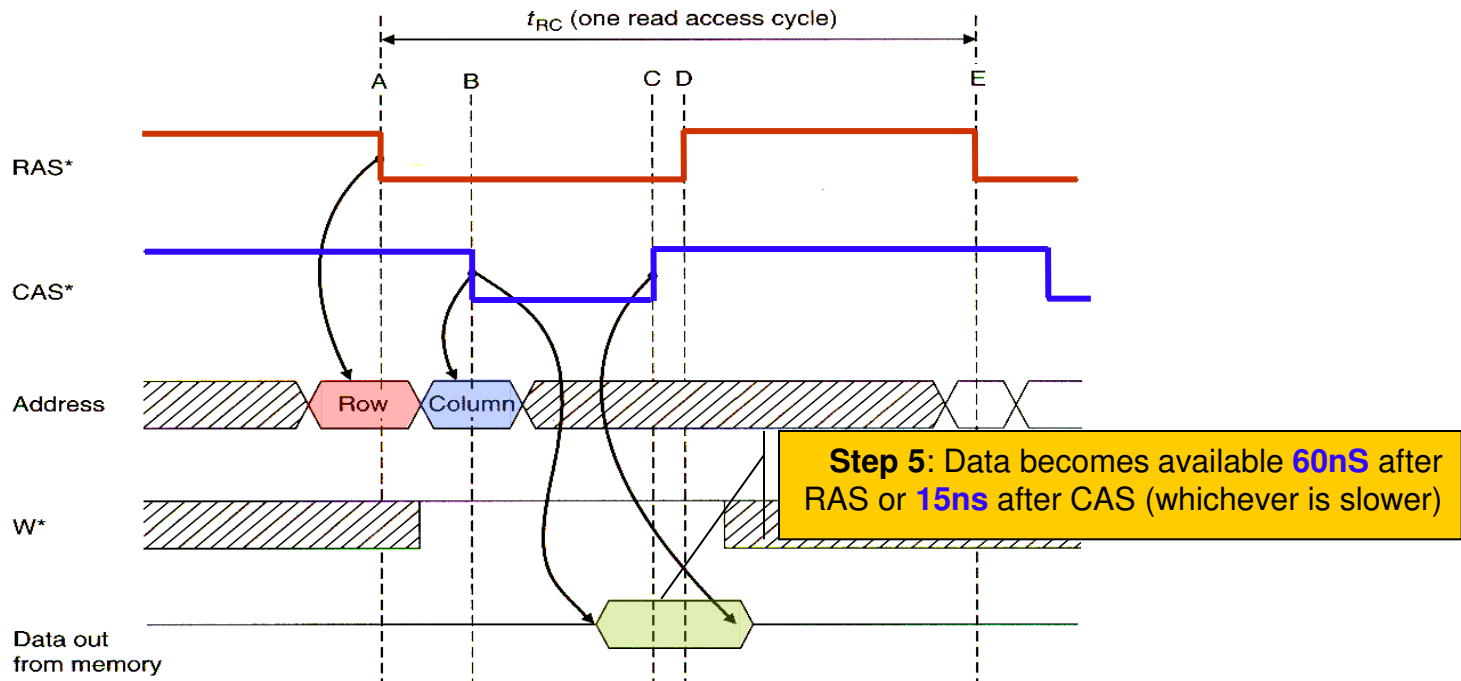 tRC (one read access cycle)
A B C D E
RAS*
CAS*
Address Row Column
Step 5: Data becomes available 60nS after
RAS or 15ns after CAS (whichever is slower)
W*
Data out
from memory